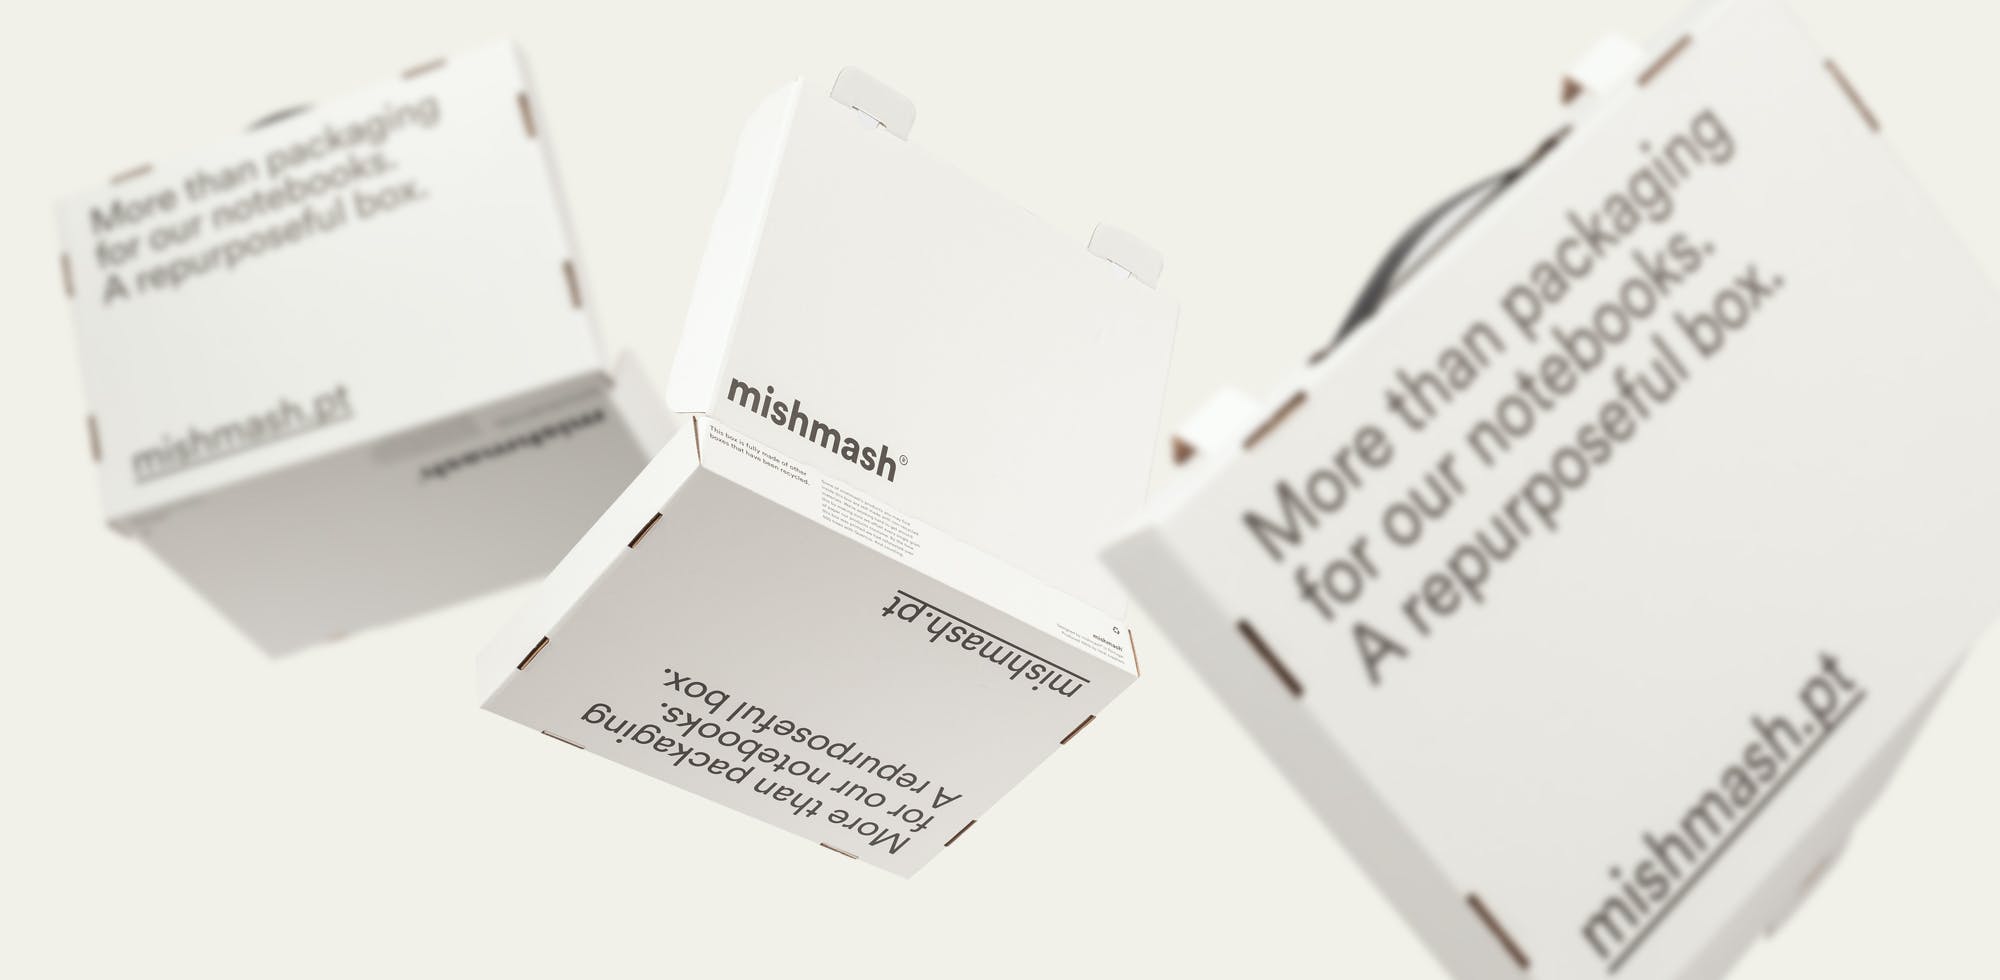 More than packaging
for our notebooks.
A repurposeful box.
mishmash.pt
mishmash
mishmash®
This box is fully made of other
boxes that have been recycled.
mishmash
mishmash.pt
More than packaging
for our notebooks.
A repurposeful box.
More than packaging
for our notebooks.
A repurposeful box.
mishmash.pt